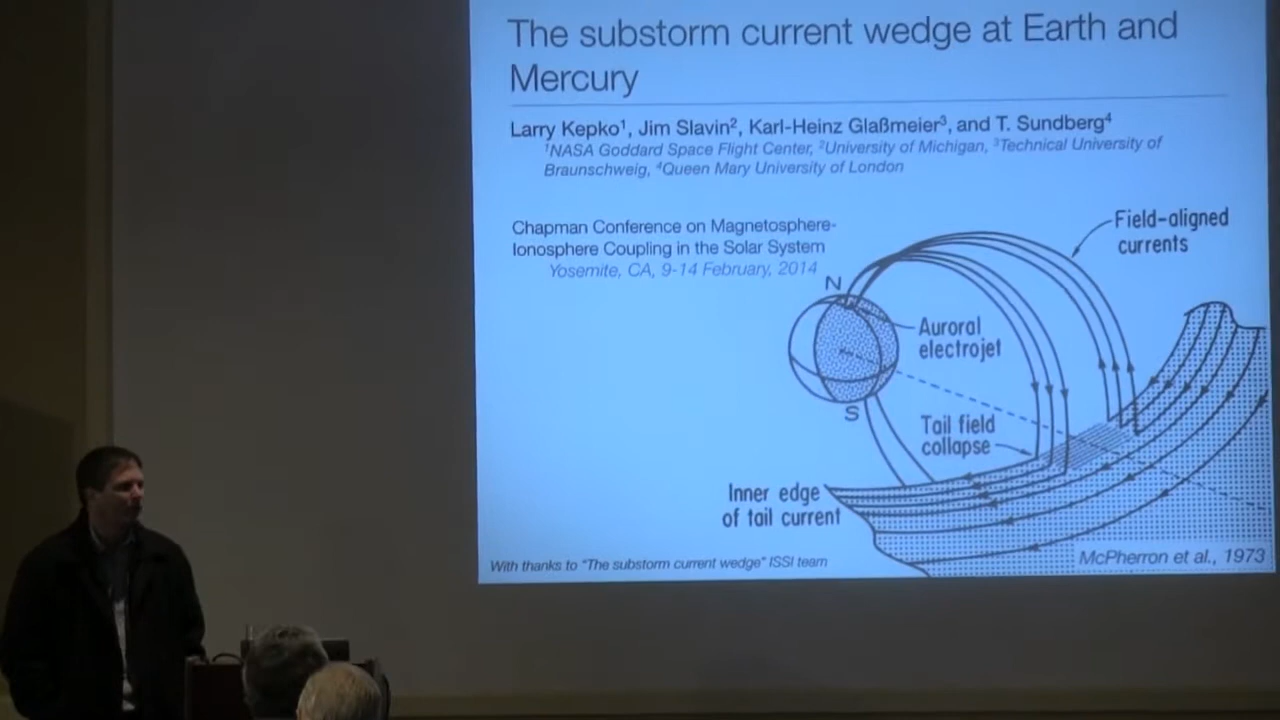 The substorm current wedge at Earth and
Mercury
Larry Kepko¹, Jim Slavin², Karl-Heinz Glaßmeier³, and T. Sundberg⁴
¹NASA Goddard Space Flight Center, ²University of Michigan, ³Technical University of
Braunschweig, ⁴Queen Mary University of London
Chapman Conference on Magnetosphere-
Ionosphere Coupling in the Solar System
Yosemite, CA, 9-14 February, 2014
Field-aligned
currents
N
Auroral
electrojet
S
Tail field
collapse
Inner edge
of tail current
McPherron et al., 1973
With thanks to "The substorm current wedge" ISSI team